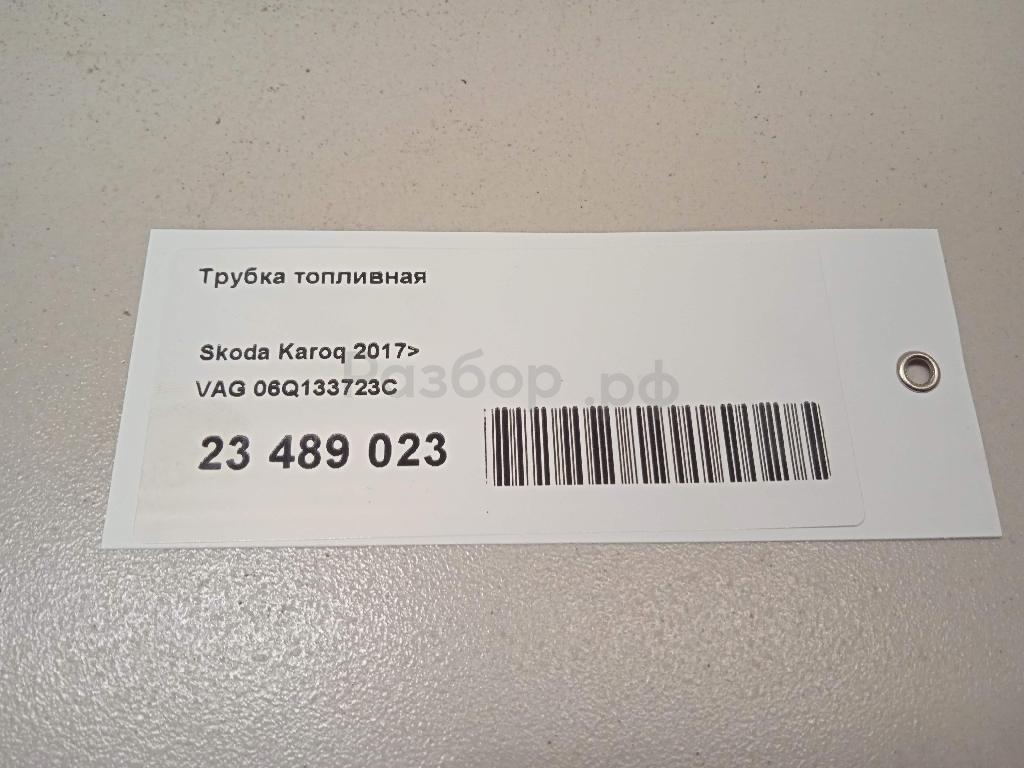 Трубка топливная
Skoda Karoq 2017>
VAG 06Q133723C
Разбор.рф
23 489 023